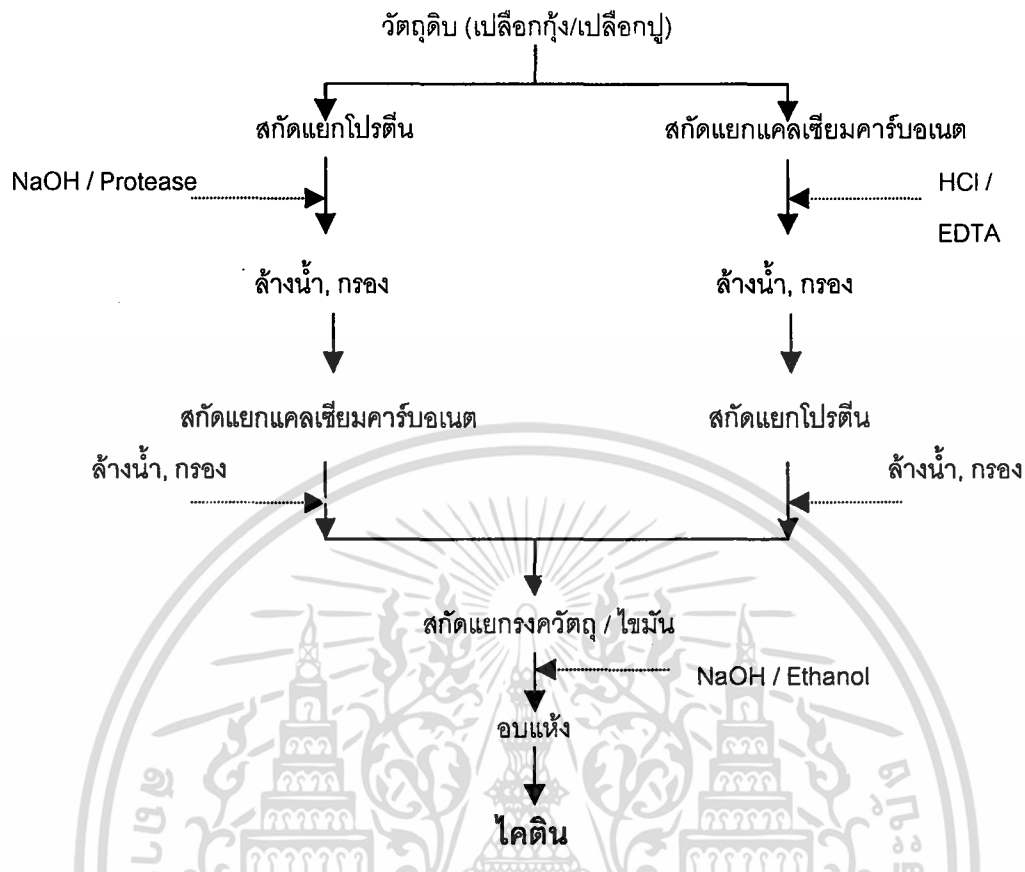 วัตถุดิบ (เปลือกกุ้ง/เปลือกปู)
สกัดแยกโปรตีน
สกัดแยกแคลเซียมคาร์บอเนต
NaOH / Protease
HCl /
EDTA
ล้างน้ำ, กรอง
ล้างน้ำ, กรอง
สกัดแยกแคลเซียมคาร์บอเนต
สกัดแยกโปรตีน
ล้างน้ำ, กรอง
ล้างน้ำ, กรอง
สกัดแยกรงควัตถุ / ไขมัน
NaOH / Ethanol
อบแห้ง
ไคติน